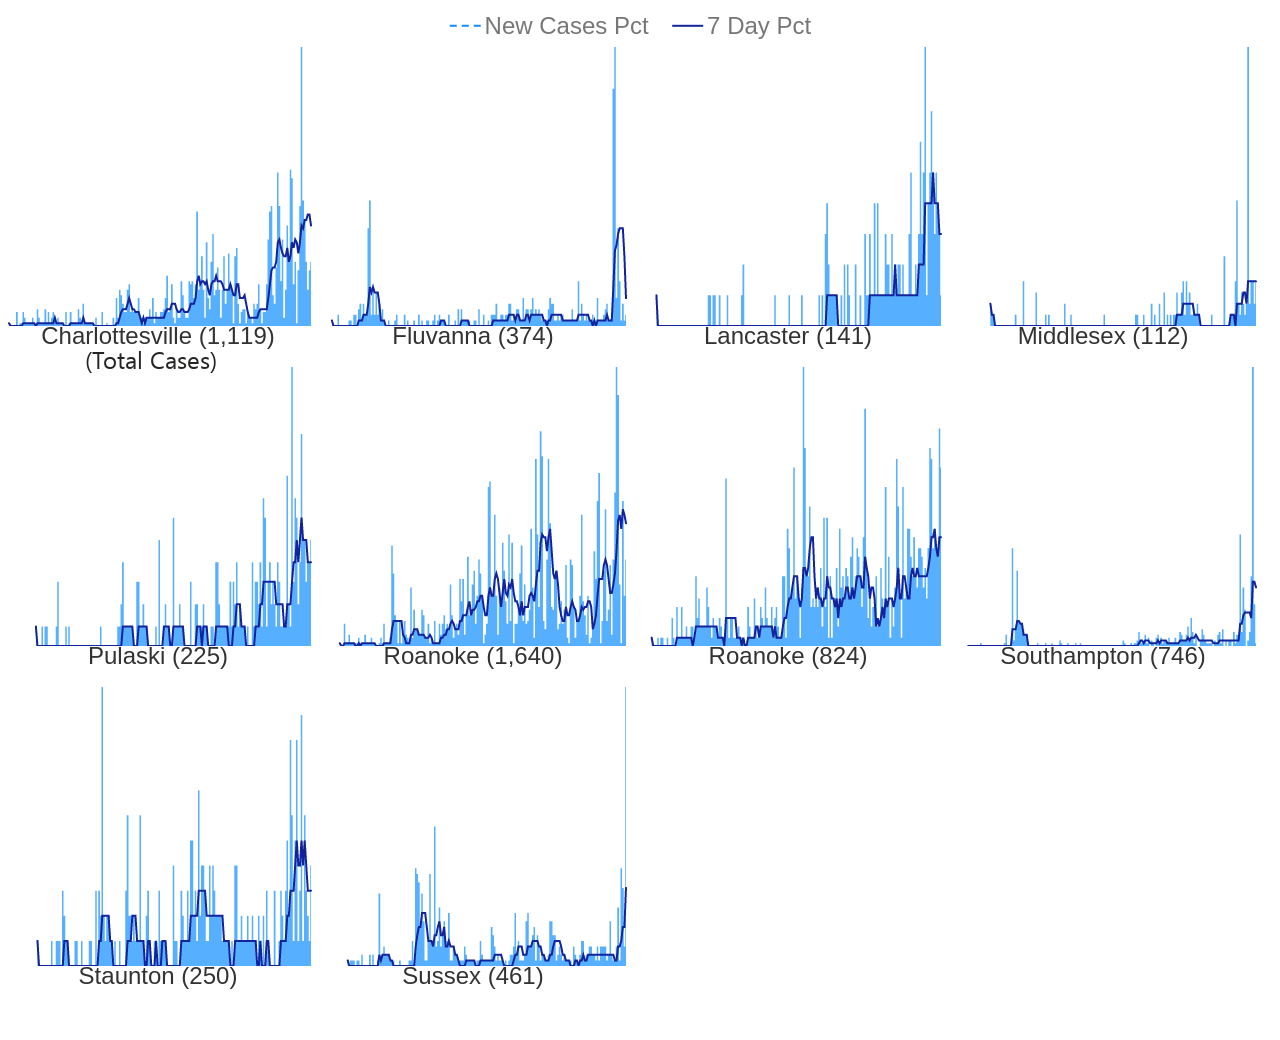 New Cases Pct 7 Day Pct
Charlottesville (1,119)
(Total Cases)
Fluvanna (374)
Lancaster (141)
Middlesex (112)
Pulaski (225)
Roanoke (1,640)
Roanoke (824)
Southampton (746)
Staunton (250)
Sussex (461)